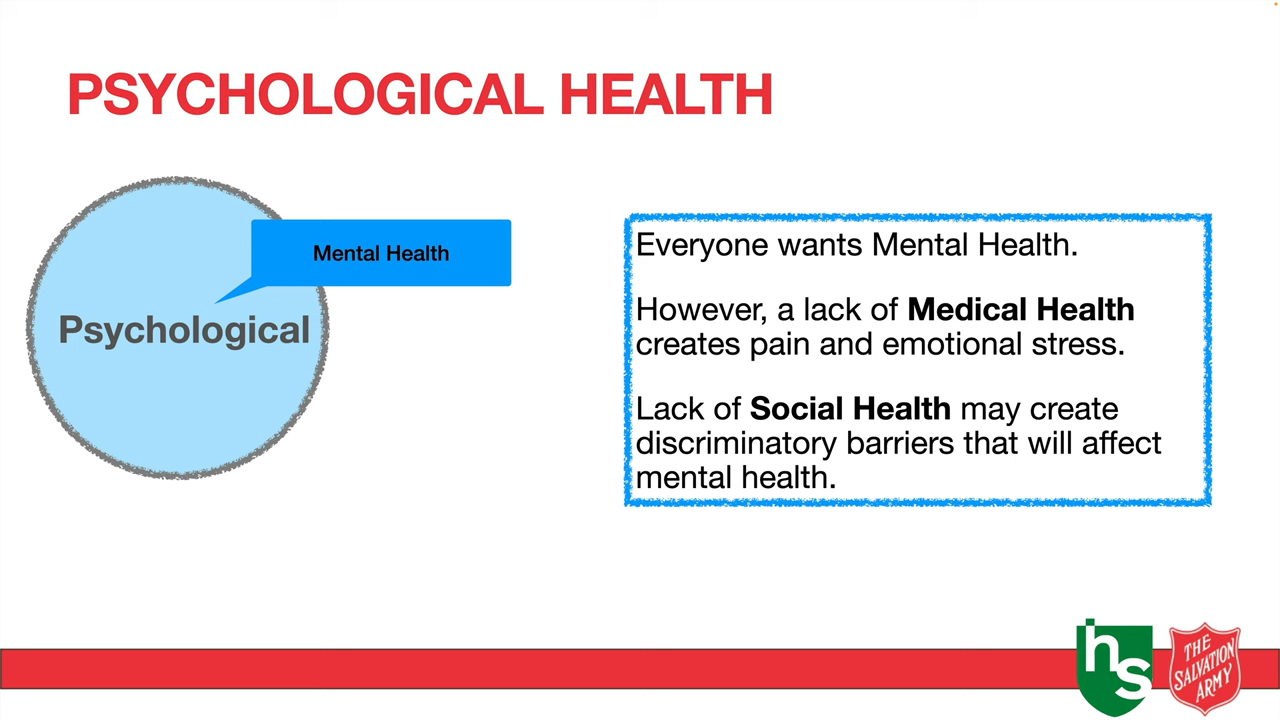 PSYCHOLOGICAL HEALTH
Mental Health
Psychological
Everyone wants Mental Health.
However, a lack of Medical Health
creates pain and emotional stress.
Lack of Social Health may create
discriminatory barriers that will affect
mental health.
hs
THE
SALVATION
ARMY